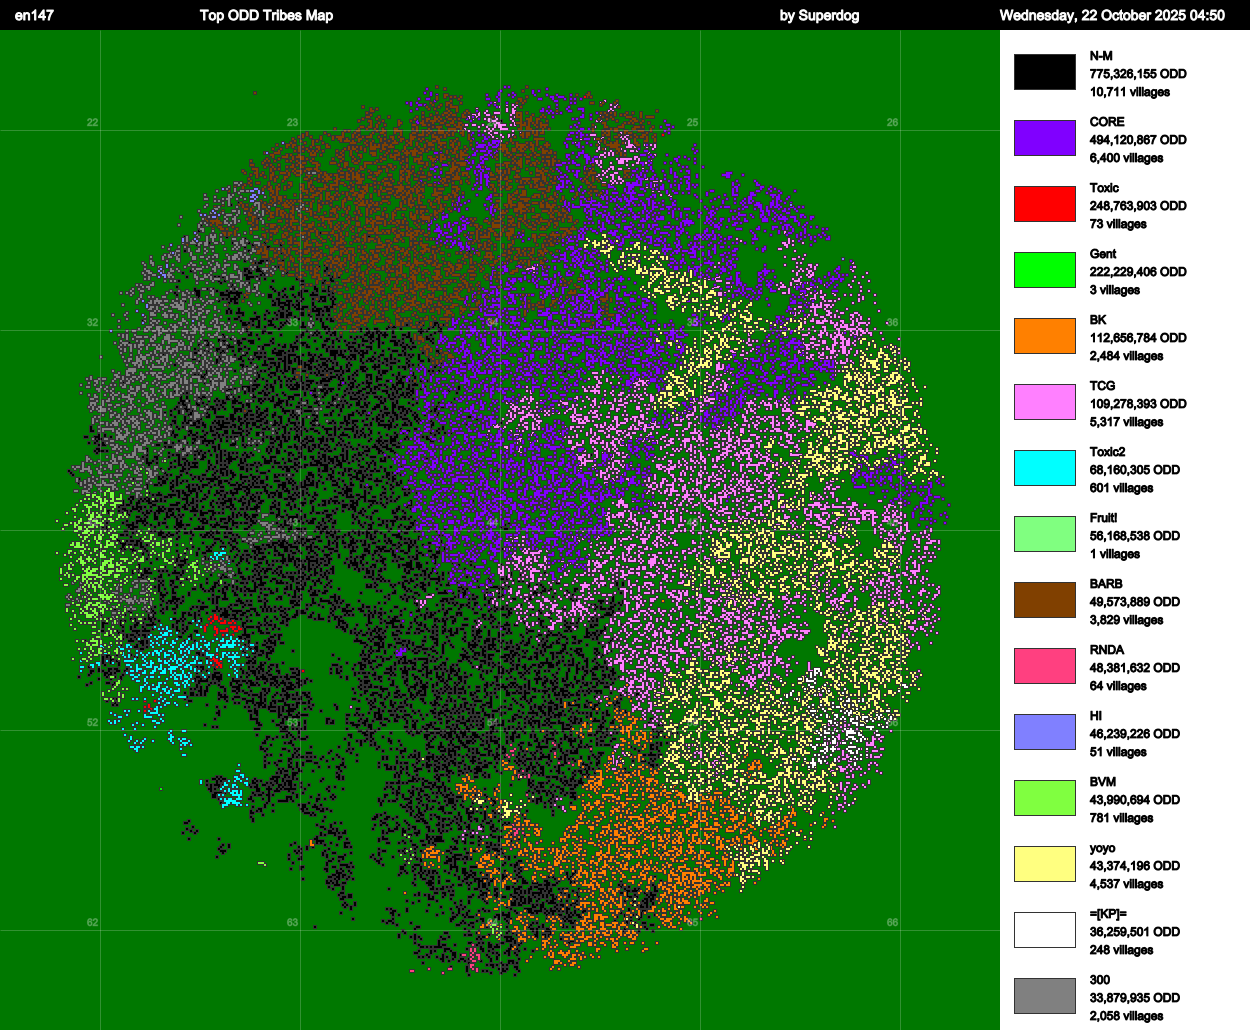 en147 Top ODD Tribes Map by Superdog Wednesday, 22 October 2025 04:50
22 23 25 26
32 33 34 35 36
43 44
52 53
62 63 65 66
N-M
775,326,155 ODD
10,711 villages
CORE
494,120,867 ODD
6,400 villages
Toxic
248,763,903 ODD
73 villages
Gent
222,229,406 ODD
3 villages
BK
112,656,784 ODD
2,484 villages
TCG
109,278,393 ODD
5,317 villages
Toxic2
68,160,305 ODD
601 villages
Fruit!
56,168,538 ODD
1 villages
BARB
49,573,889 ODD
3,829 villages
RNDA
48,381,632 ODD
64 villages
HI
46,239,226 ODD
51 villages
BVM
43,990,694 ODD
781 villages
yoyo
43,374,196 ODD
4,537 villages
=[KP]=
36,259,501 ODD
248 villages
300
33,879,935 ODD
2,058 villages